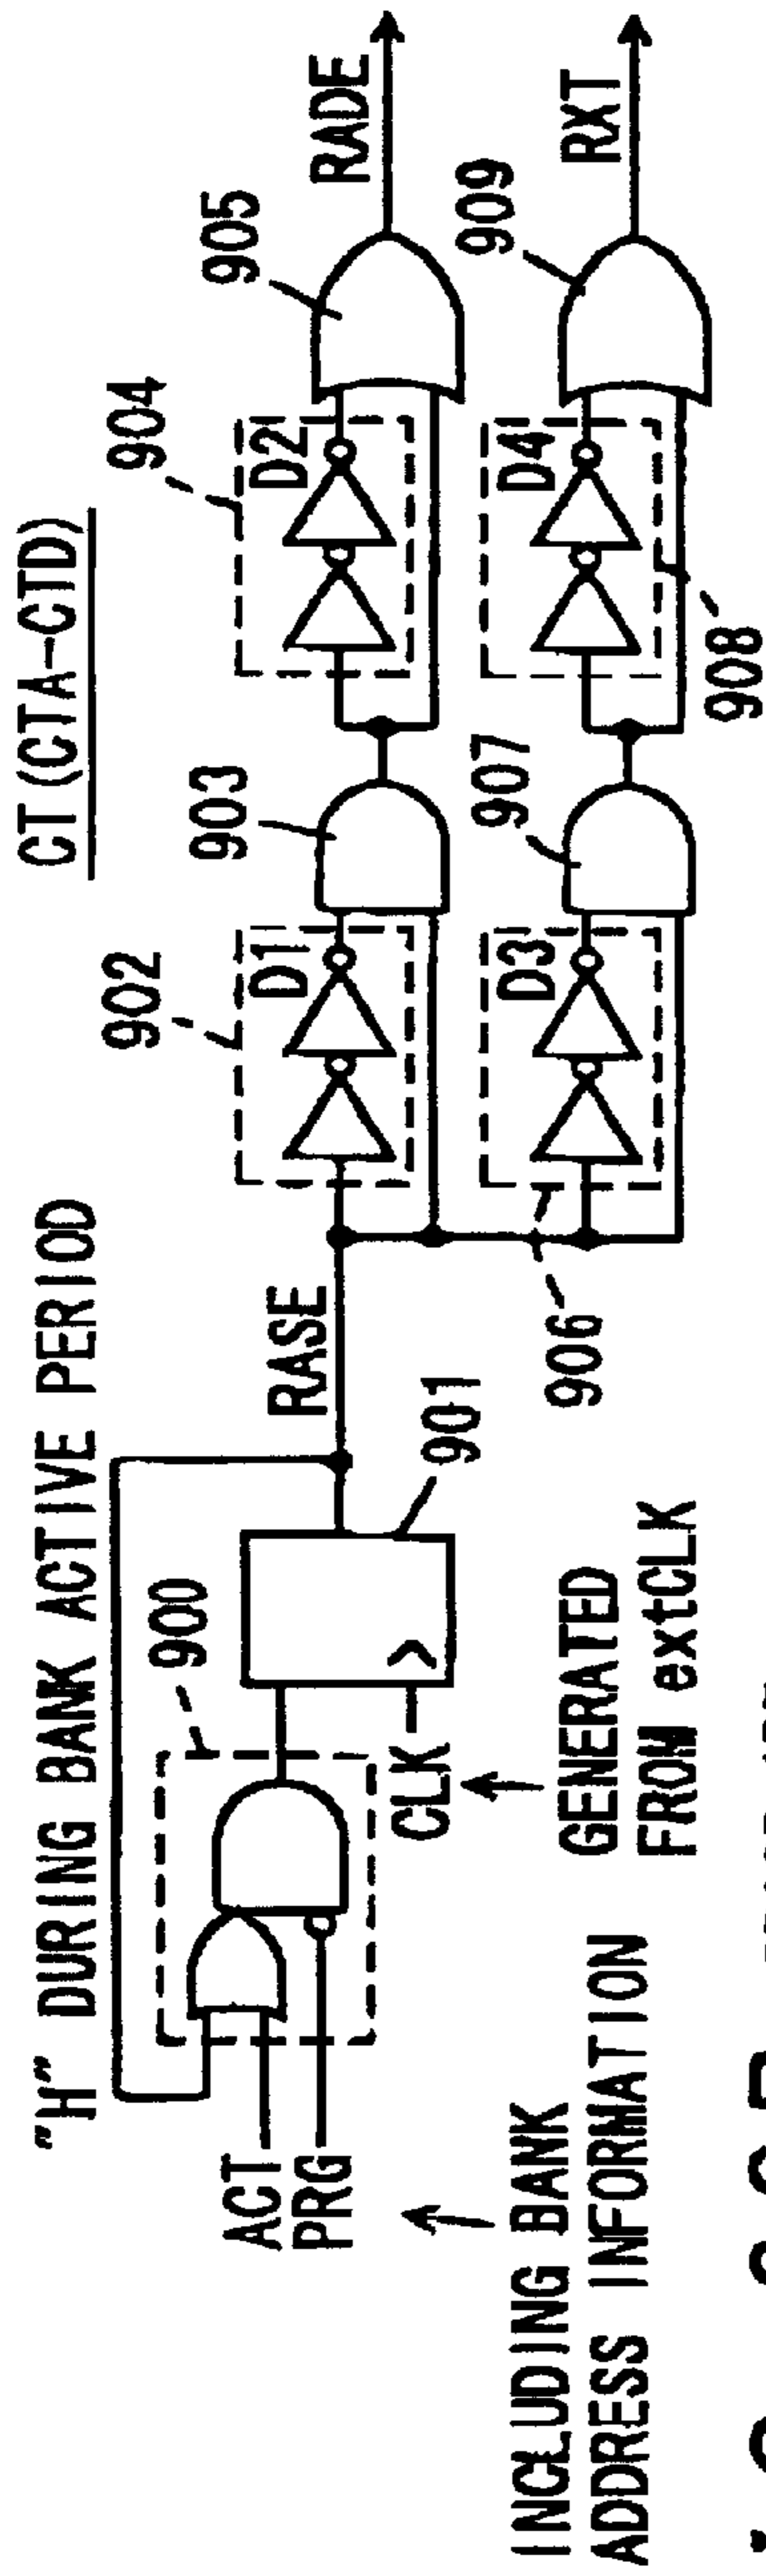 CT (CTA-CTD)
"H" DURING BANK ACTIVE PERIOD
900
ACT
PRG
CLK
901
RASE
902
D1
903
904
D2
905
RADE
906
D3
907
908
D4
909
RXT
INCLUDING BANK
ADDRESS INFORMATION
GENERATED
FROM extCLK